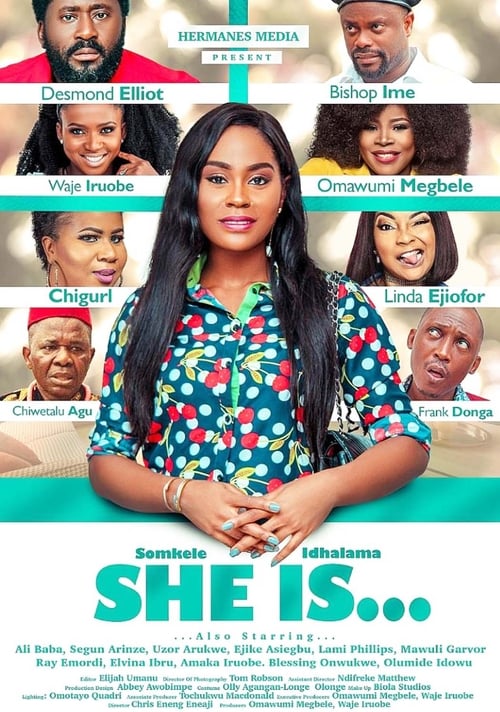 HERMANES MEDIA
PRESENT
Desmond Elliot
Bishop Ime
Waje Iruobe
Omawumi Megbele
Chigurl
Linda Ejiofor
Chiwetalu Agu
Frank Donga
Somkele Idhalama
SHE IS...
...Also Starring...
Ali Baba, Segun Arinze, Uzor Arukwe, Ejike Asiegbu, Lami Phillips, Mawuli Garvor
Ray Emordi, Elvina Ibru, Amaka Iruobe. Blessing Onwukwe, Olumide Idowu
Editor Elijah Umanu Director Of Photography Tom Robson Assistant Director Ndifreke Matthew
Production Design Abbey Awobimpe Costume Olly Agangan-Longe Olonge Make Up Biola Studios
Lighting: Omotayo Quadri Associate Producer Tochukwu Macdonald Executive Producers Omawumi Megbele, Waje Iruobe
Director Chris Eneng Eneaji Producers Omawumi Megbele, Waje Iruobe